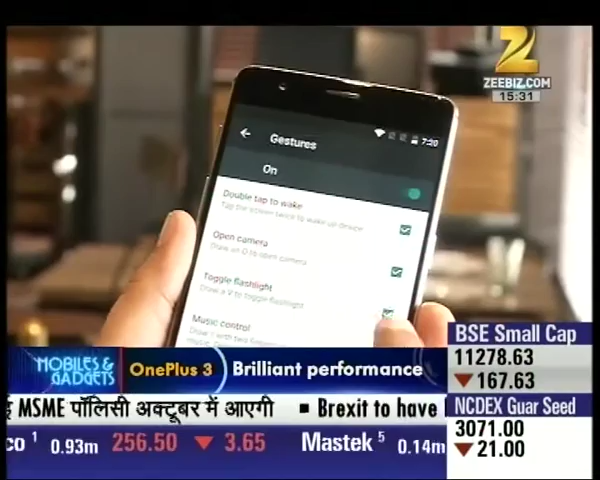 ZEEBIZ.COM
15:31
7:20
Gestures
On
Double tap to wake
Tap the screen twice to wake up device
Open camera
Draw an O to open camera
Toggle flashlight
Draw a V to toggle flashlight
Music control
MOBILES & GADGETS
OnePlus 3
Brilliant performance
BSE Small Cap
11278.63
167.63
MSME पॉलिसी अक्टूबर में आएगी
Brexit to have
NCDEX Guar Seed
3071.00
21.00
co 1 0.93m 256.50 3.65 Mastek 5 0.14m